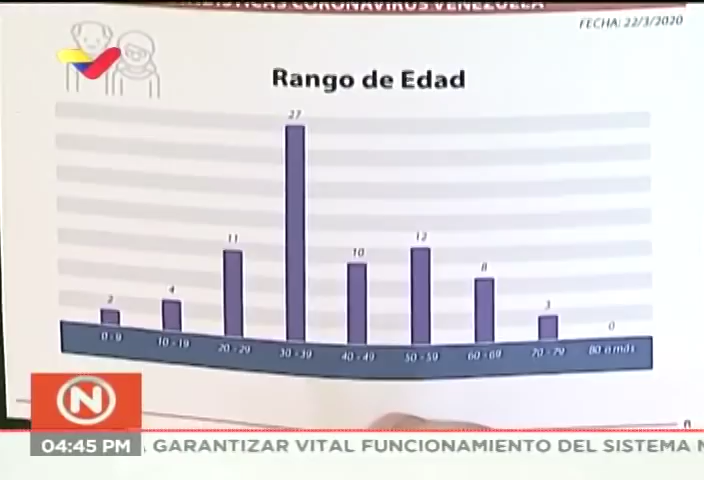 CORONAVIRUS VENEZUELA
FECHA: 22/3/2020
Rango de Edad
27
11
12
10
8
4
2
3
0
0 - 9
10 - 19
20 - 29
30 - 39
40 - 49
50 - 59
60 - 69
70 - 79
80 o más
N
04:45 PM
GARANTIZAR VITAL FUNCIONAMIENTO DEL SISTEMA